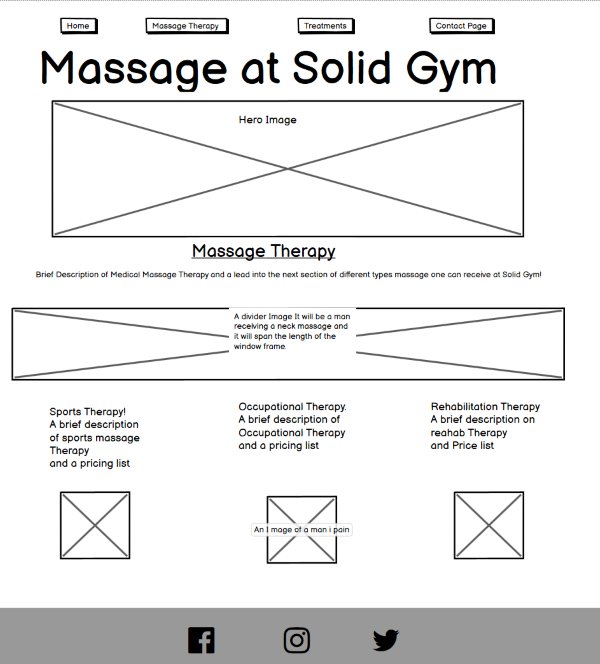 Home
Massage Therapy
Treatments
Contact Page
Massage at Solid Gym
Hero Image
Massage Therapy
Brief Description of Medical Massage Therapy and a lead into the next section of different types massage one can receive at Solid Gym!
A divider Image It will be a man
receiving a neck massage and
it will span the length of the
window frame.
Sports Therapy!
A brief description
of sports massage
Therapy
and a pricing list
Occupational Therapy.
A brief description of
Occupational Therapy
and a pricing list
Rehabilitation Therapy
A brief description on
reahab Therapy
and Price list
An I mage of a man i pain